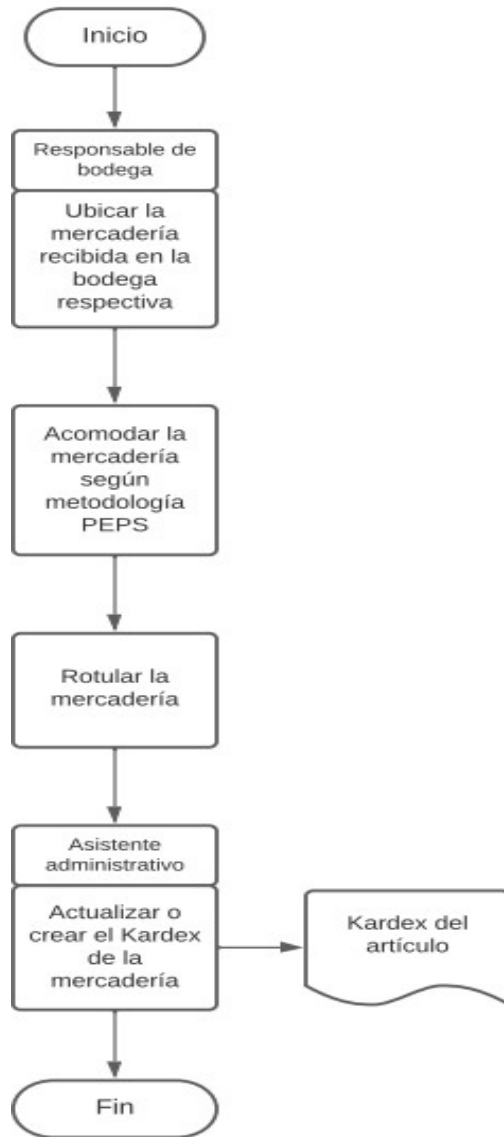 Inicio
Responsable de
bodega
Ubicar la
mercadería
recibida en la
bodega
respectiva
Acomodar la
mercadería
según
metodología
PEPS
Rotular la
mercadería
Asistente
administrativo
Actualizar o
crear el Kardex
de la
mercadería
Kardex del
artículo
Fin